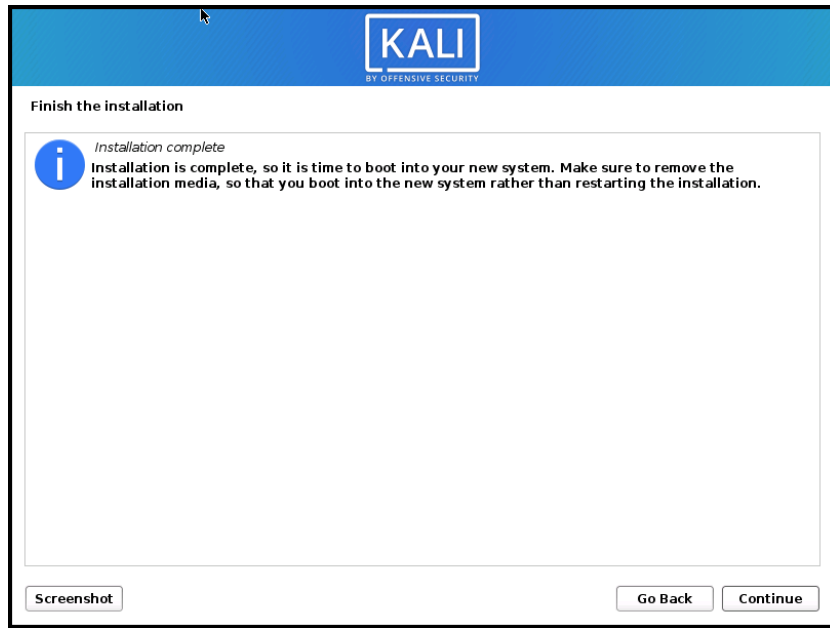 KALI
BY OFFENSIVE SECURITY
Finish the installation
i
Installation complete
Installation is complete, so it is time to boot into your new system. Make sure to remove the
installation media, so that you boot into the new system rather than restarting the installation.
Screenshot
Go Back
Continue